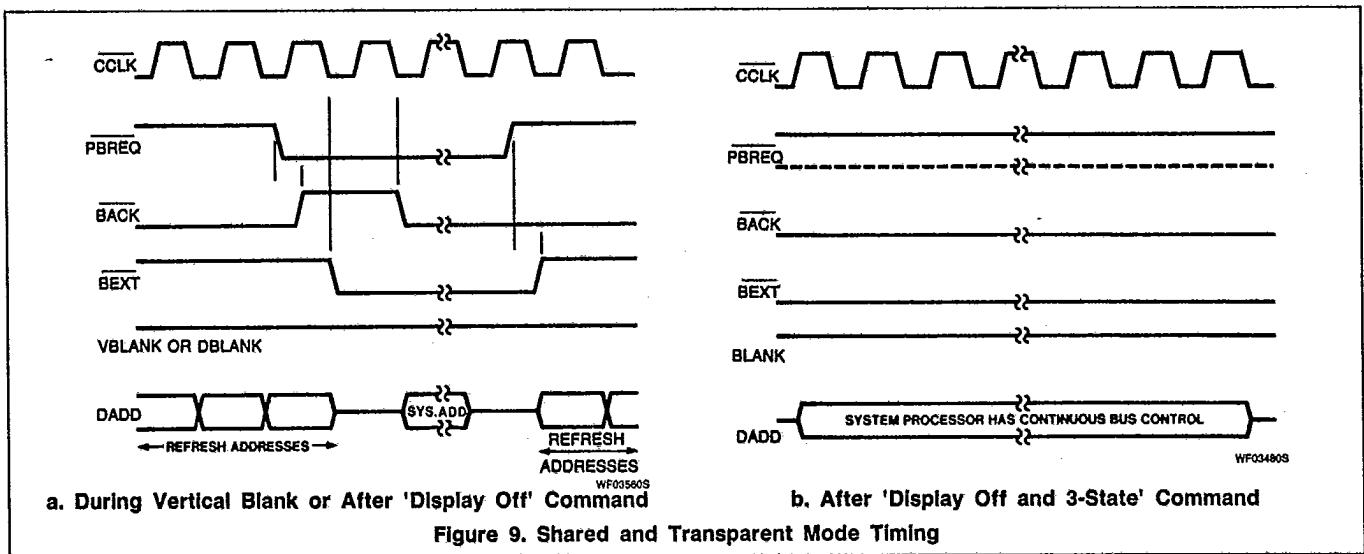 CCLK
PBREQ
BACK
BEXT
VBLANK OR DBLANK
DADD
SYS.ADD
REFRESH ADDRESSES
REFRESH
ADDRESSES
WF03560S
a. During Vertical Blank or After 'Display Off' Command
CCLK
PBREQ
BACK
BEXT
BLANK
DADD
SYSTEM PROCESSOR HAS CONTINUOUS BUS CONTROL
WF03480S
b. After 'Display Off and 3-State' Command
Figure 9. Shared and Transparent Mode Timing